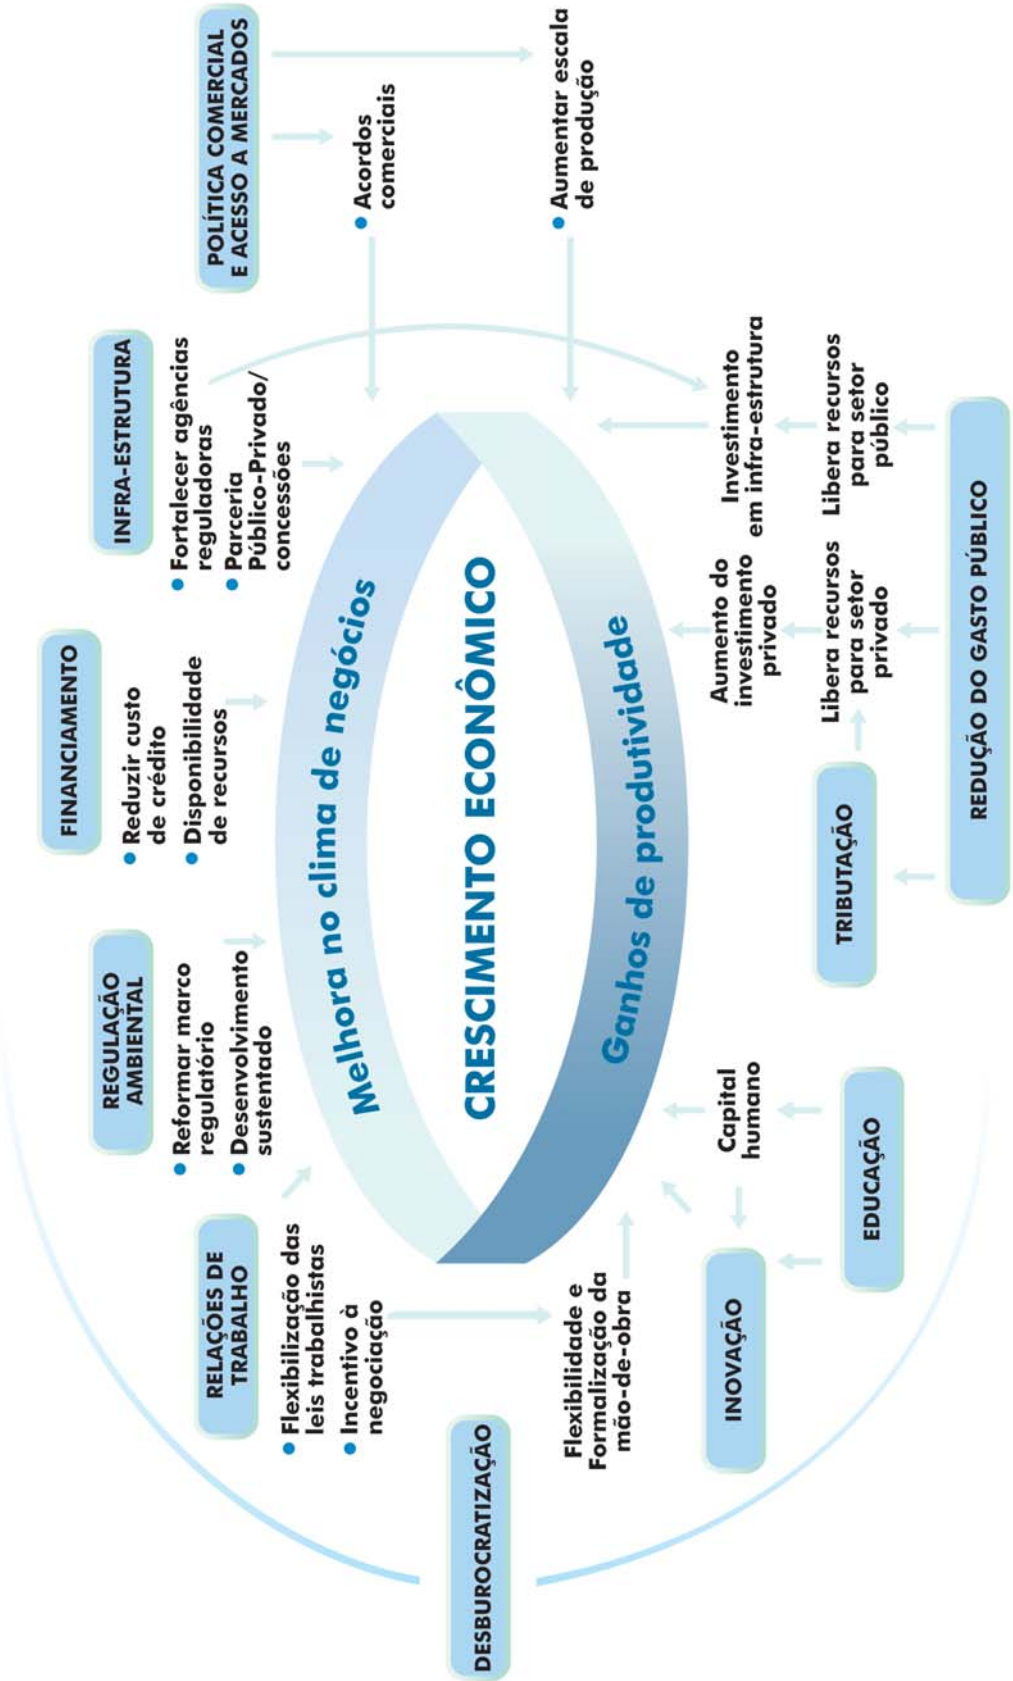 DESBUROCRATIZAÇÃO
RELAÇÕES DE
TRABALHO
• Flexibilização das
leis trabalhistas
• Incentivo à
negociação
REGULAÇÃO
AMBIENTAL
• Reformar marco
regulatório
• Desenvolvimento
sustentado
FINANCIAMENTO
• Reduzir custo
de crédito
• Disponibilidade
de recursos
INFRA-ESTRUTURA
• Fortalecer agências
reguladoras
• Parceria
Público-Privado/
concessões
POLÍTICA COMERCIAL
E ACESSO A MERCADOS
• Acordos
comerciais
• Aumentar escala
de produção
Melhora no clima de negócios
CRESCIMENTO ECONÔMICO
Ganhos de produtividade
Flexibilidade e
Formalização da
mão-de-obra
INOVAÇÃO
Capital
humano
EDUCAÇÃO
TRIBUTAÇÃO
Aumento do
investimento
privado
Libera recursos
para setor
privado
Investimento
em infra-estrutura
Libera recursos
para setor
público
REDUÇÃO DO GASTO PÚBLICO